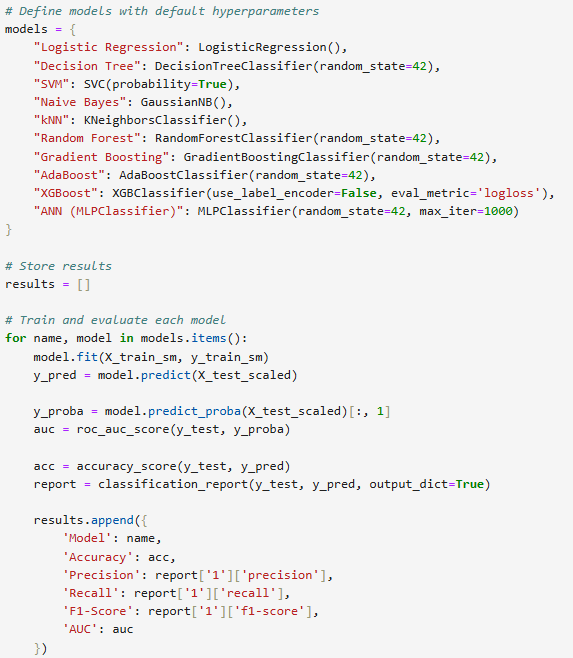 # Define models with default hyperparameters
models = {
    "Logistic Regression": LogisticRegression(),
    "Decision Tree": DecisionTreeClassifier(random_state=42),
    "SVM": SVC(probability=True),
    "Naive Bayes": GaussianNB(),
    "kNN": KNeighborsClassifier(),
    "Random Forest": RandomForestClassifier(random_state=42),
    "Gradient Boosting": GradientBoostingClassifier(random_state=42),
    "AdaBoost": AdaBoostClassifier(random_state=42),
    "XGBoost": XGBClassifier(use_label_encoder=False, eval_metric='logloss'),
    "ANN (MLPClassifier)": MLPClassifier(random_state=42, max_iter=1000)
}

# Store results
results = []

# Train and evaluate each model
for name, model in models.items():
    model.fit(X_train_sm, y_train_sm)
    y_pred = model.predict(X_test_scaled)

    y_proba = model.predict_proba(X_test_scaled)[:, 1]
    auc = roc_auc_score(y_test, y_proba)

    acc = accuracy_score(y_test, y_pred)
    report = classification_report(y_test, y_pred, output_dict=True)

    results.append({
        'Model': name,
        'Accuracy': acc,
        'Precision': report['1']['precision'],
        'Recall': report['1']['recall'],
        'F1-Score': report['1']['f1-score'],
        'AUC': auc
    })